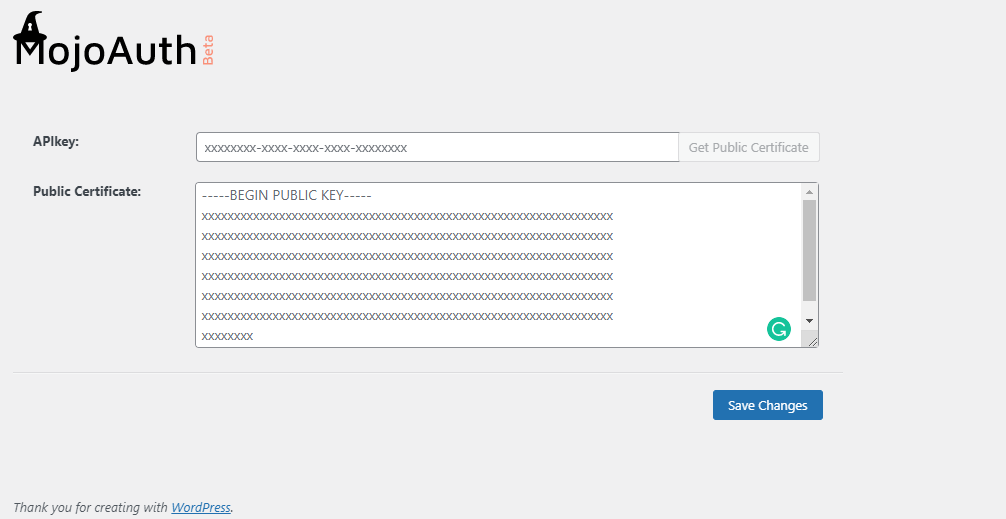 MojoAuth Beta
APIkey:
xxxxxxxx-xxxx-xxxx-xxxx-xxxxxxxx
Get Public Certificate
Public Certificate:
-----BEGIN PUBLIC KEY-----
xxxxxxxxxxxxxxxxxxxxxxxxxxxxxxxxxxxxxxxxxxxxxxxxxxxxxxxxxxxxxxxx
xxxxxxxxxxxxxxxxxxxxxxxxxxxxxxxxxxxxxxxxxxxxxxxxxxxxxxxxxxxxxxxx
xxxxxxxxxxxxxxxxxxxxxxxxxxxxxxxxxxxxxxxxxxxxxxxxxxxxxxxxxxxxxxxx
xxxxxxxxxxxxxxxxxxxxxxxxxxxxxxxxxxxxxxxxxxxxxxxxxxxxxxxxxxxxxxxx
xxxxxxxxxxxxxxxxxxxxxxxxxxxxxxxxxxxxxxxxxxxxxxxxxxxxxxxxxxxxxxxx
xxxxxxxxxxxxxxxxxxxxxxxxxxxxxxxxxxxxxxxxxxxxxxxxxxxxxxxxxxxxxxxx
xxxxxxxx
Save Changes
Thank you for creating with WordPress.